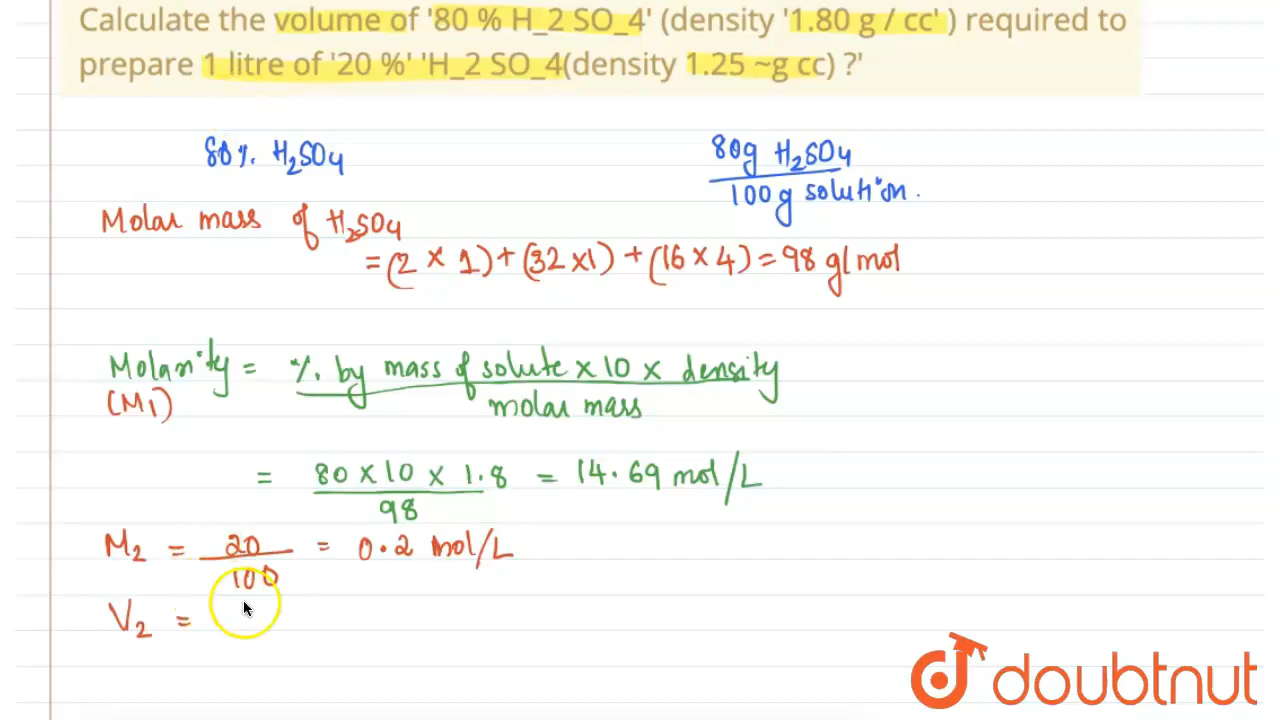 Calculate the volume of '80 % H_2 SO_4' (density '1.80 g / cc' ) required to
prepare 1 litre of '20 %' 'H_2 SO_4(density 1.25 ~g cc) ?'
80%. H2SO4
80g H2SO4
100g solution.
Molar mass of H2SO4
= (2 × 1) + (32×1) + (16×4) = 98 g/mol
Molarity = %. by mass of solute × 10 × density
(M1) molar mass
= 80 × 10 × 1.8 = 14.69 mol/L
98
M2 = 20 = 0.2 mol/L
100
V2 =
doubtnut